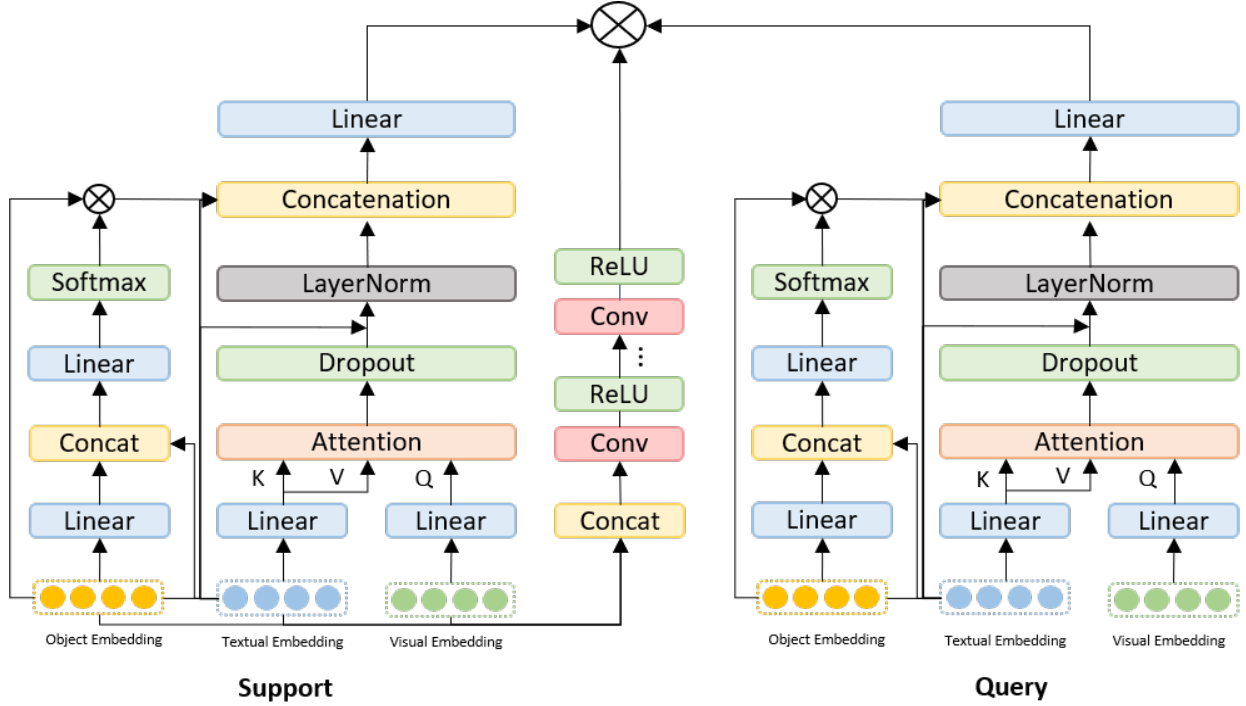 Linear
Linear
Concatenation
Concatenation
ReLU
Softmax
LayerNorm
Softmax
LayerNorm
Conv
Linear
Dropout
⋮
Linear
Dropout
ReLU
Concat
Attention
Conv
Concat
Attention
K
V
Q
K
V
Q
Linear
Linear
Linear
Concat
Linear
Linear
Linear
Object Embedding
Textual Embedding
Visual Embedding
Object Embedding
Textual Embedding
Visual Embedding
Support
Query